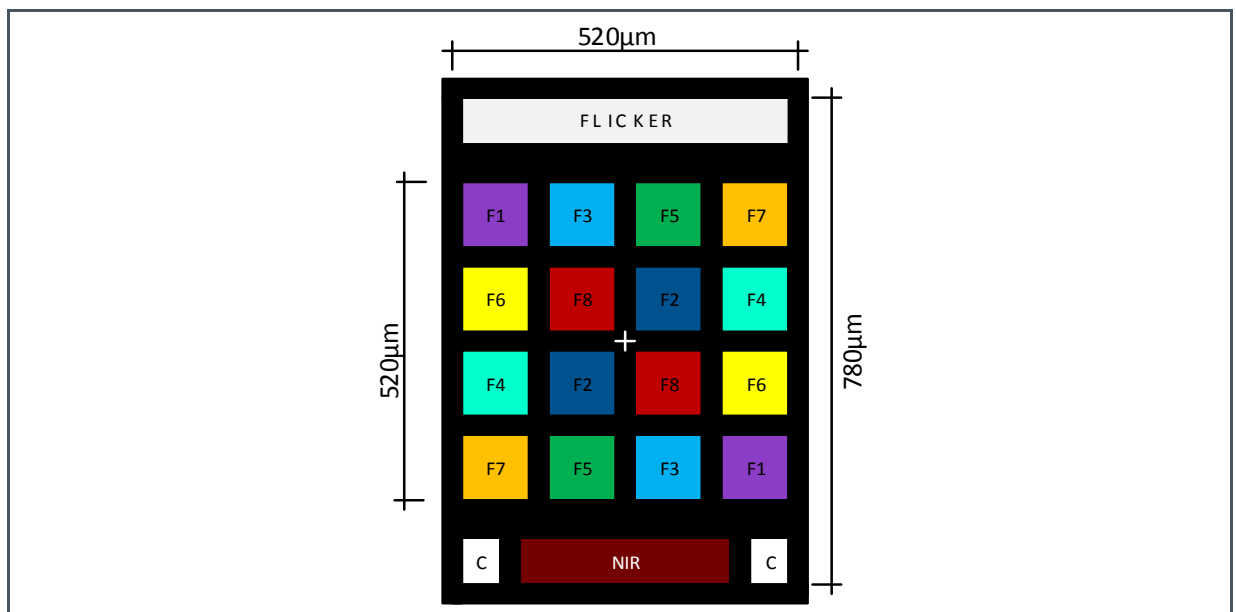 520µm
FLICKER
F1 F3 F5 F7
F6 F8 F2 F4
520µm
780µm
F4 F2 F8 F6
F7 F5 F3 F1
C NIR C